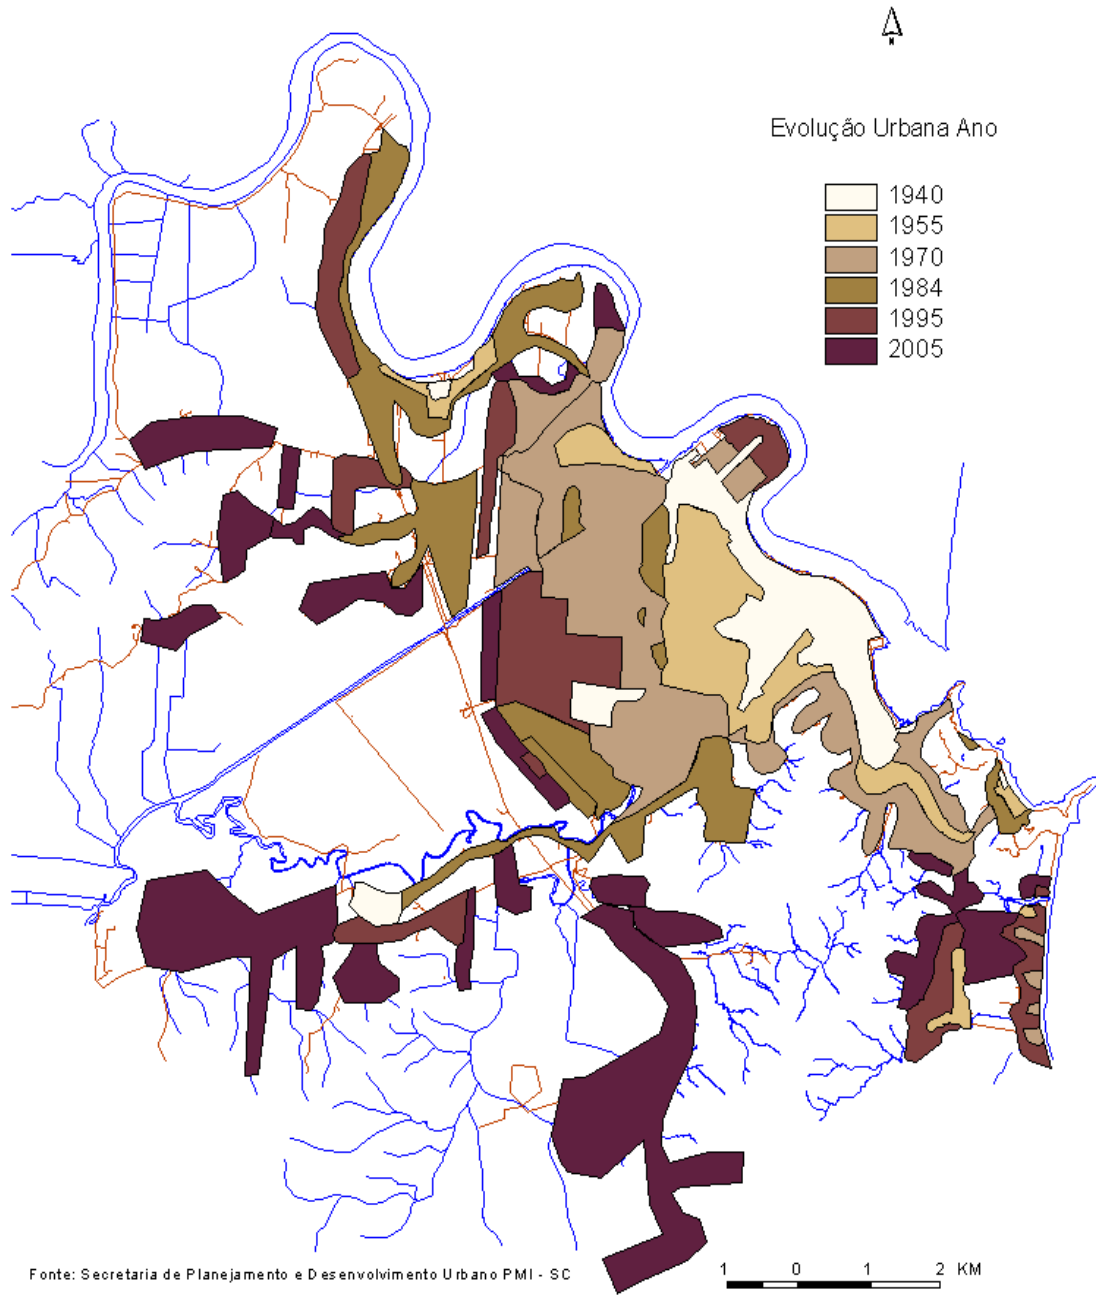 N
Evolução Urbana Ano
1940
1955
1970
1984
1995
2005
Fonte: Secretaria de Planejamento e Desenvolvimento Urbano PMI - SC
1 0 1 2 KM